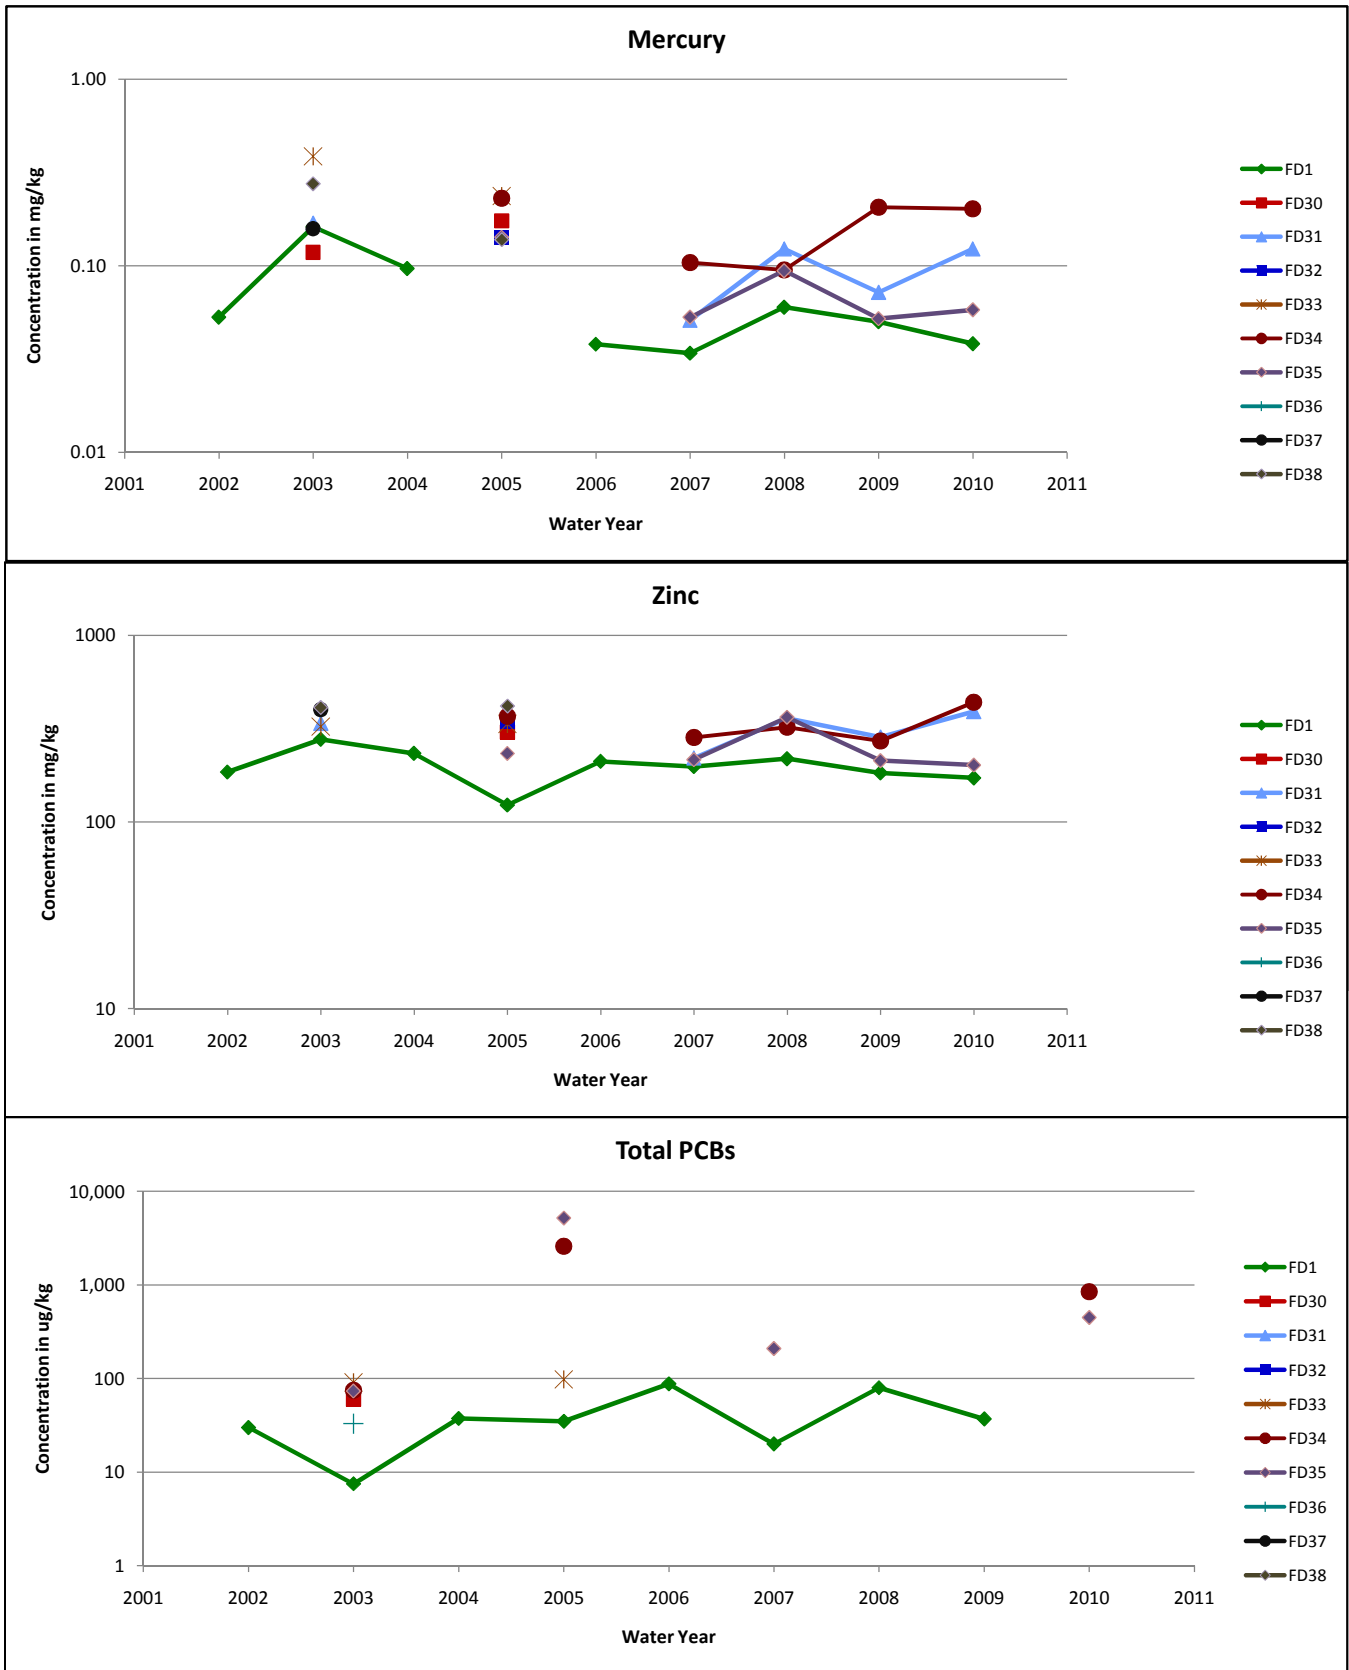 Mercury
1.00
0.10
0.01
Concentration in mg/kg
2001 2002 2003 2004 2005 2006 2007 2008 2009 2010 2011
Water Year
FD1
FD30
FD31
FD32
FD33
FD34
FD35
FD36
FD37
FD38
Zinc
1000
100
10
Concentration in mg/kg
2001 2002 2003 2004 2005 2006 2007 2008 2009 2010 2011
Water Year
FD1
FD30
FD31
FD32
FD33
FD34
FD35
FD36
FD37
FD38
Total PCBs
10,000
1,000
100
10
1
Concentration in ug/kg
2001 2002 2003 2004 2005 2006 2007 2008 2009 2010 2011
Water Year
FD1
FD30
FD31
FD32
FD33
FD34
FD35
FD36
FD37
FD38